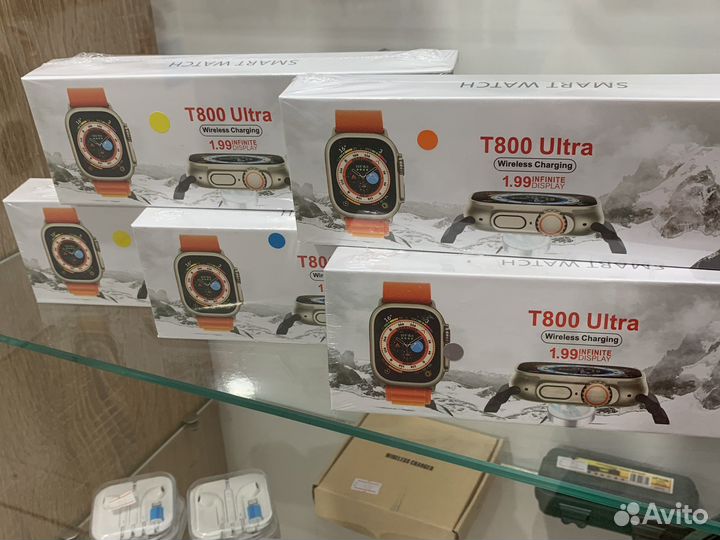 SMART WATCH
T800 Ultra
Wireless Charging
1.99 INFINITE DISPLAY
SMART WATCH
T800 Ultra
Wireless Charging
1.99 INFINITE DISPLAY
T80
SMART WATCH
T800 Ultra
Wireless Charging
1.99 INFINITE DISPLAY
WIRELESS CHARGER
Avito